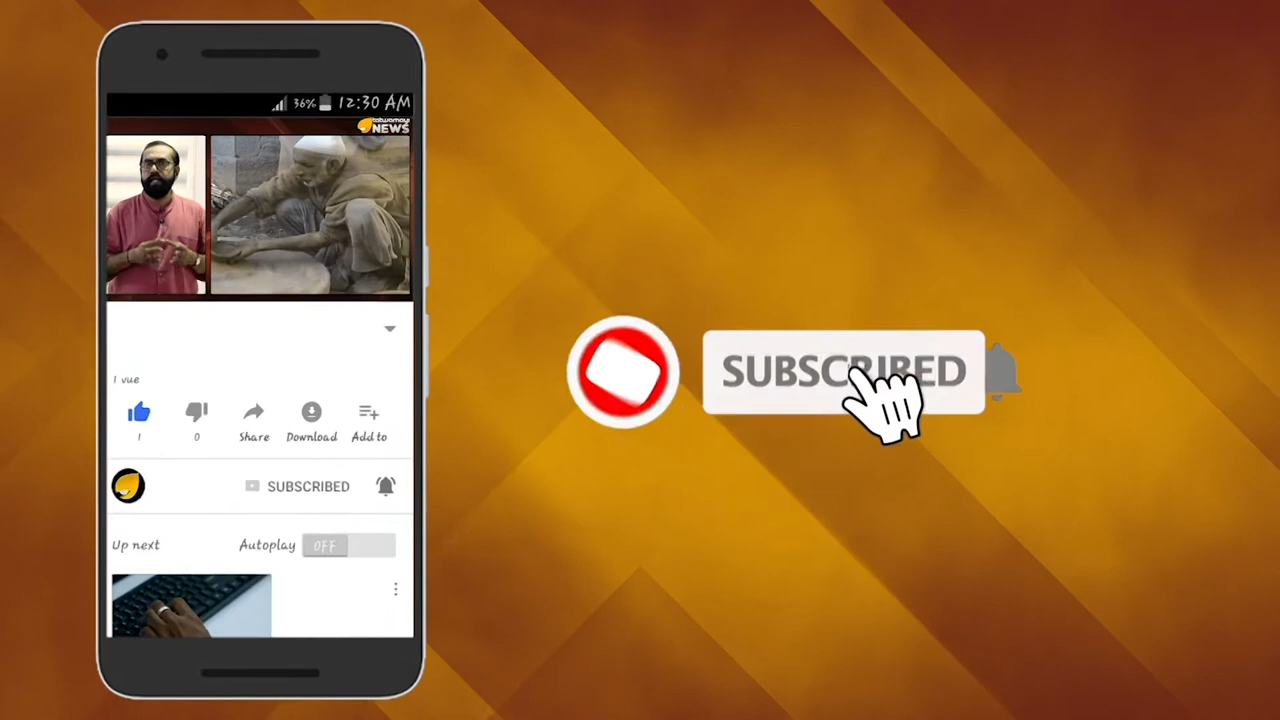 36% 12:30 AM
tatwamayi
NEWS
1 vue
1
0
Share
Download
Add to
SUBSCRIBED
Up next
Autoplay
OFF
SUBSCRIBED